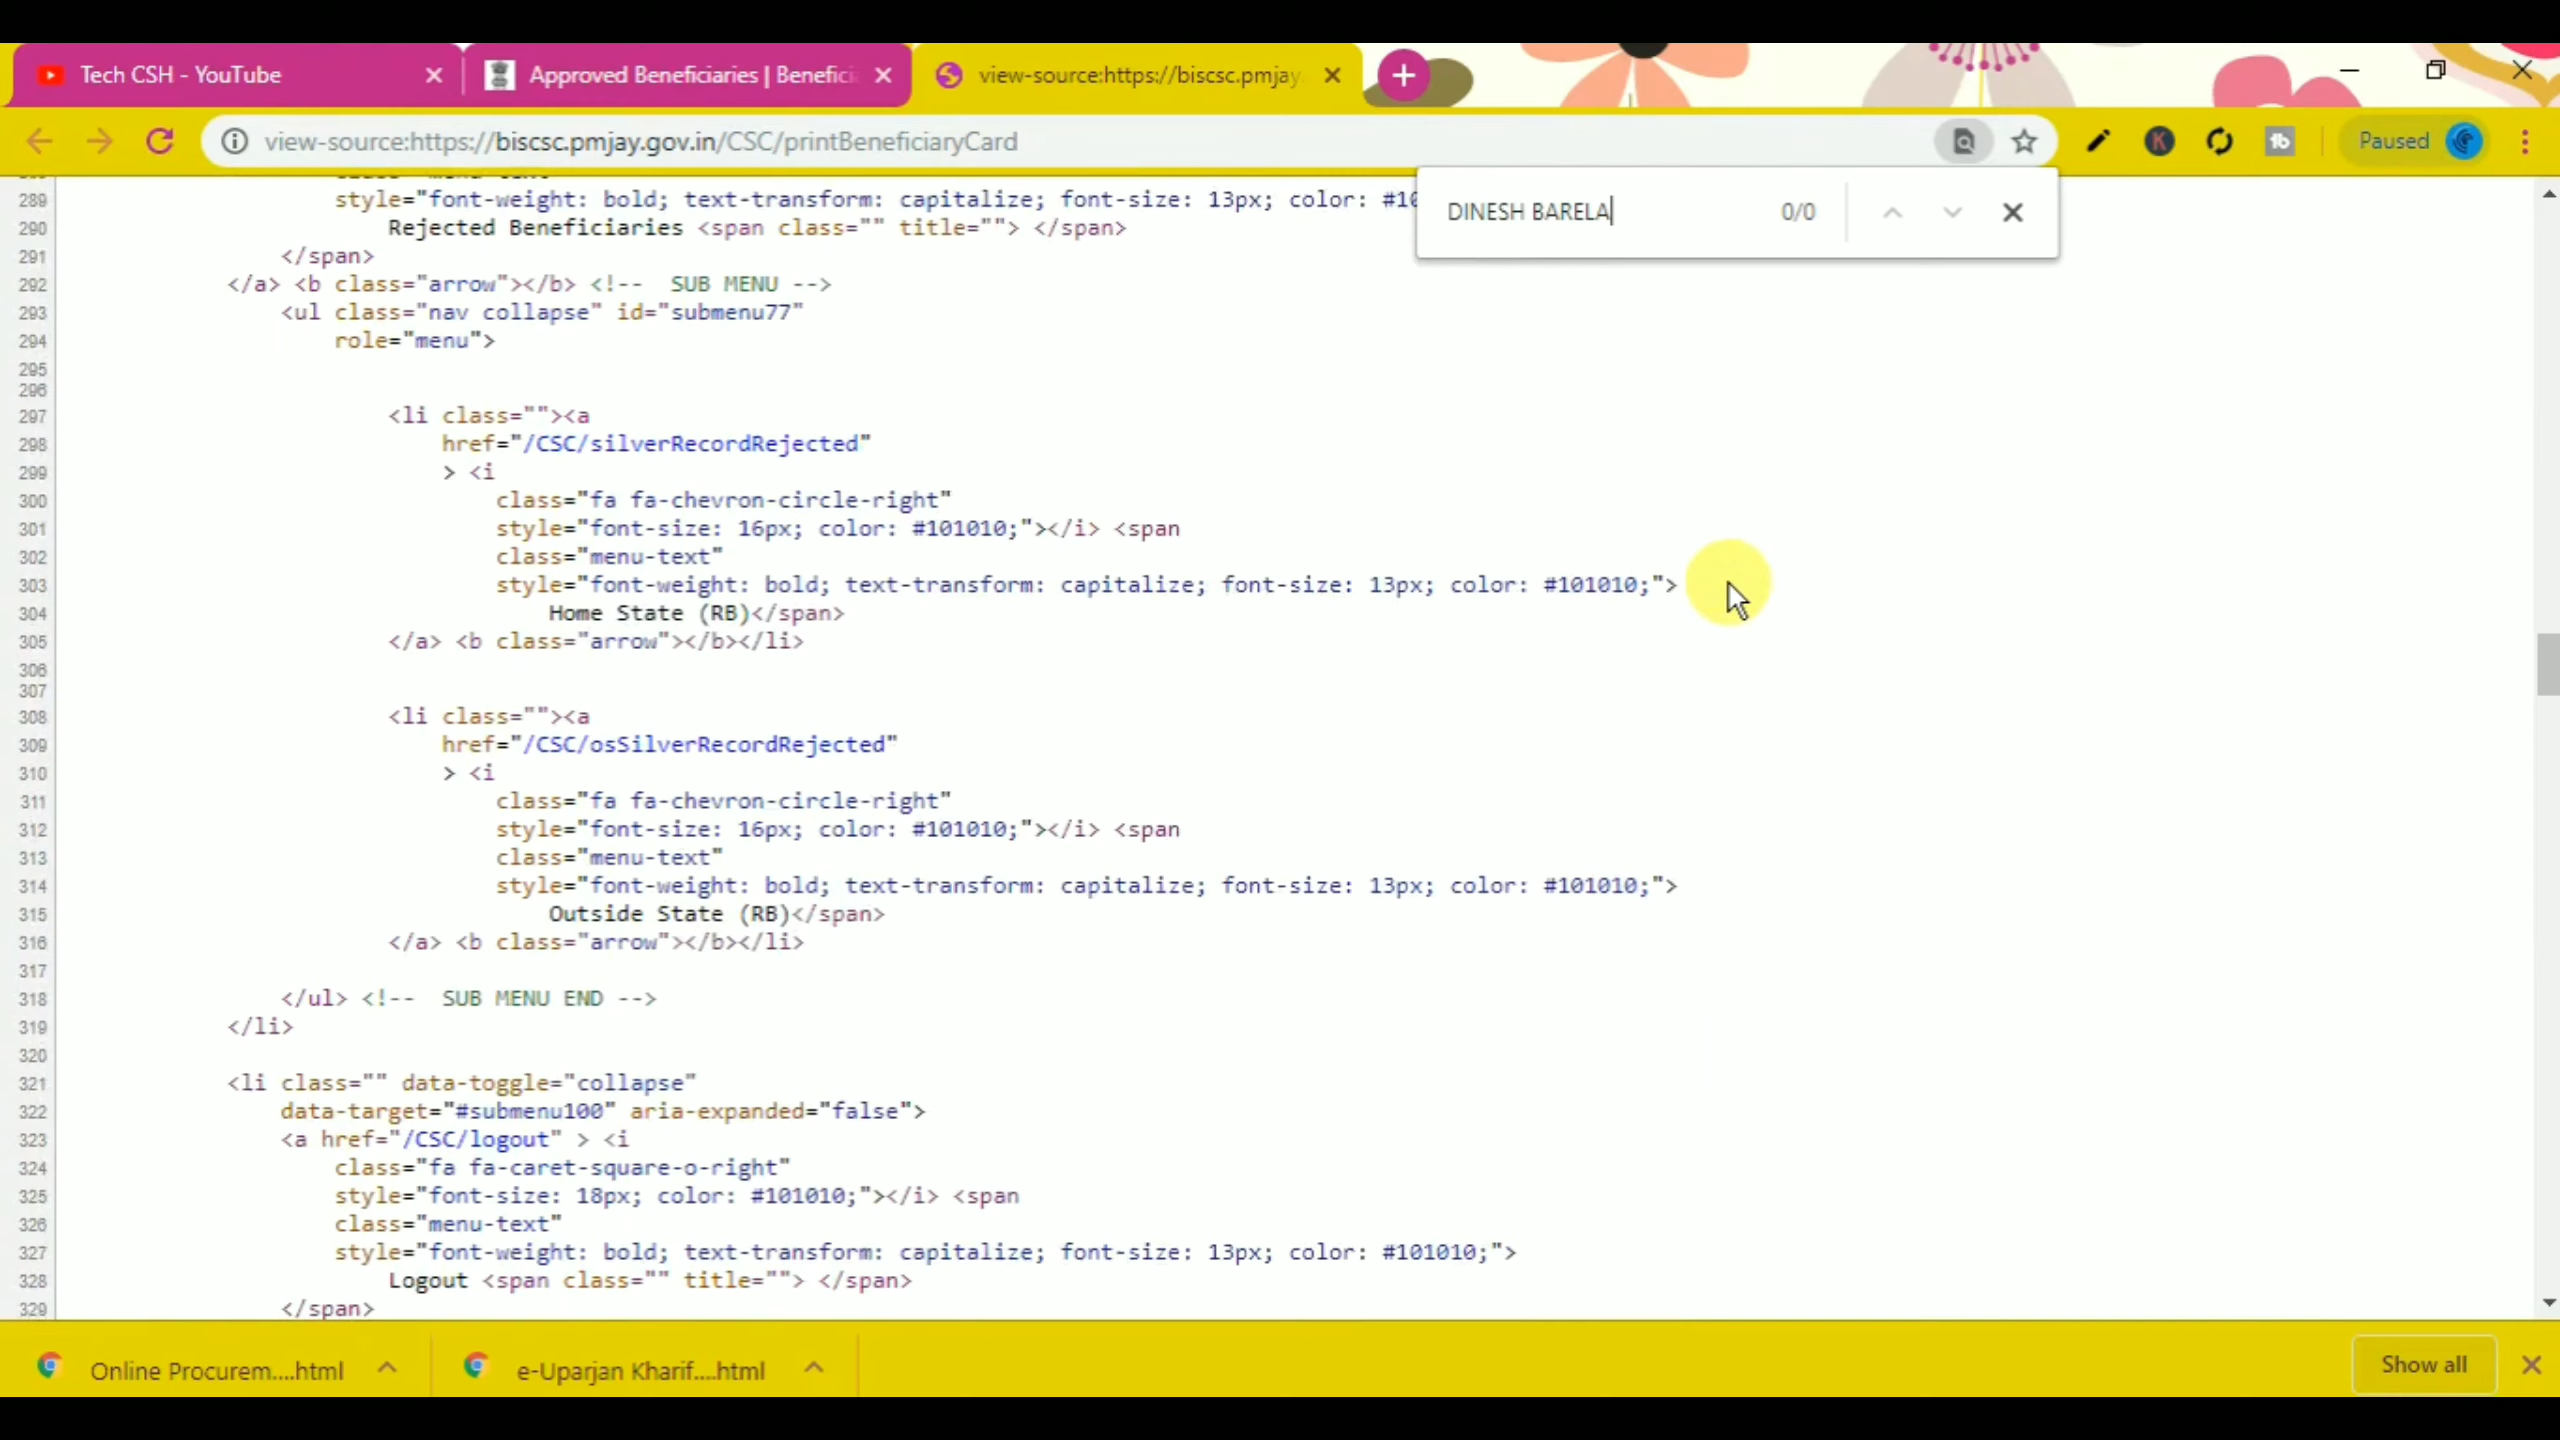 Tech CSH - YouTube
Approved Beneficiaries | Benefici
view-source:https://biscsc.pmjay.
view-source:https://biscsc.pmjay.gov.in/CSC/printBeneficiaryCard
Paused
DINESH BARELA
0/0
289 style="font-weight: bold; text-transform: capitalize; font-size: 13px; color: #10
290 Rejected Beneficiaries <span class="" title=""> </span>
291 </span>
292 </a> <b class="arrow"></b> <!-- SUB MENU -->
293 <ul class="nav collapse" id="submenu77"
294 role="menu">
295
296
297 <li class=""><a
298 href="/CSC/silverRecordRejected"
299 > <i
300 class="fa fa-chevron-circle-right"
301 style="font-size: 16px; color: #101010;"></i> <span
302 class="menu-text"
303 style="font-weight: bold; text-transform: capitalize; font-size: 13px; color: #101010;">
304 Home State (RB)</span>
305 </a> <b class="arrow"></b></li>
306
307
308 <li class=""><a
309 href="/CSC/osSilverRecordRejected"
310 > <i
311 class="fa fa-chevron-circle-right"
312 style="font-size: 16px; color: #101010;"></i> <span
313 class="menu-text"
314 style="font-weight: bold; text-transform: capitalize; font-size: 13px; color: #101010;">
315 Outside State (RB)</span>
316 </a> <b class="arrow"></b></li>
317
318 </ul> <!-- SUB MENU END -->
319 </li>
320
321 <li class="" data-toggle="collapse"
322 data-target="#submenu100" aria-expanded="false">
323 <a href="/CSC/logout" > <i
324 class="fa fa-caret-square-o-right"
325 style="font-size: 18px; color: #101010;"></i> <span
326 class="menu-text"
327 style="font-weight: bold; text-transform: capitalize; font-size: 13px; color: #101010;">
328 Logout <span class="" title=""> </span>
329 </span>
Online Procurem....html
e-Uparjan Kharif....html
Show all